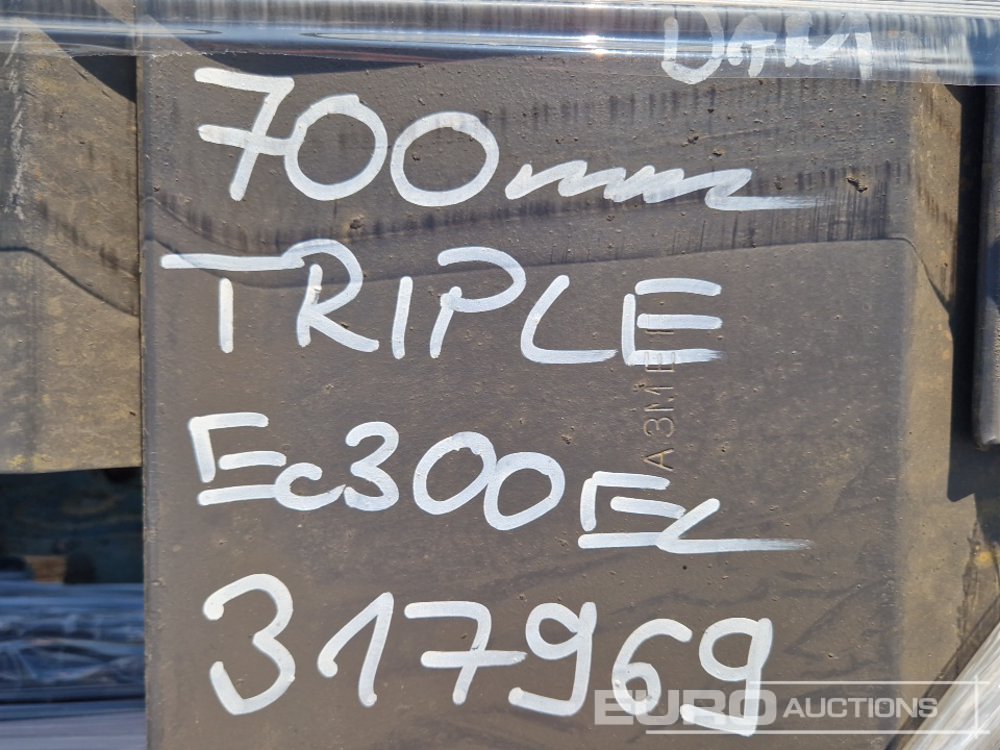 700mm
TRIPLE
EC300EL
317969
EURO AUCTIONS